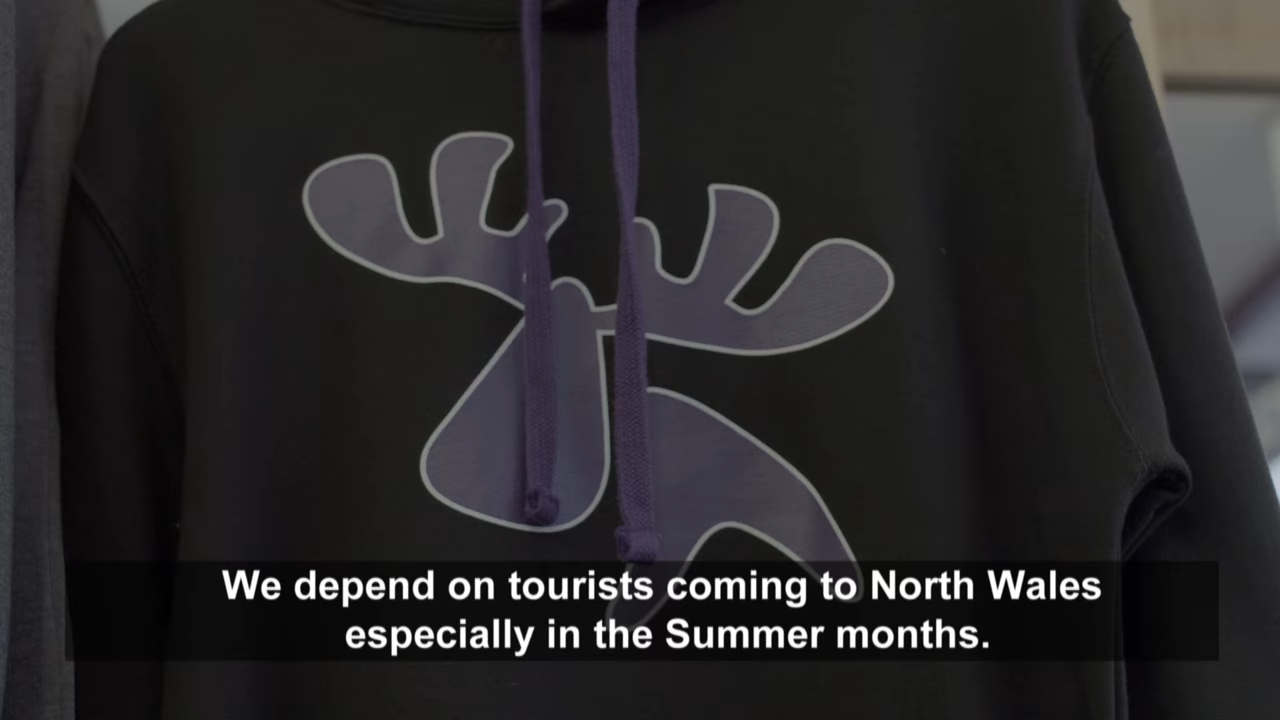 We depend on tourists coming to North Wales
especially in the Summer months.